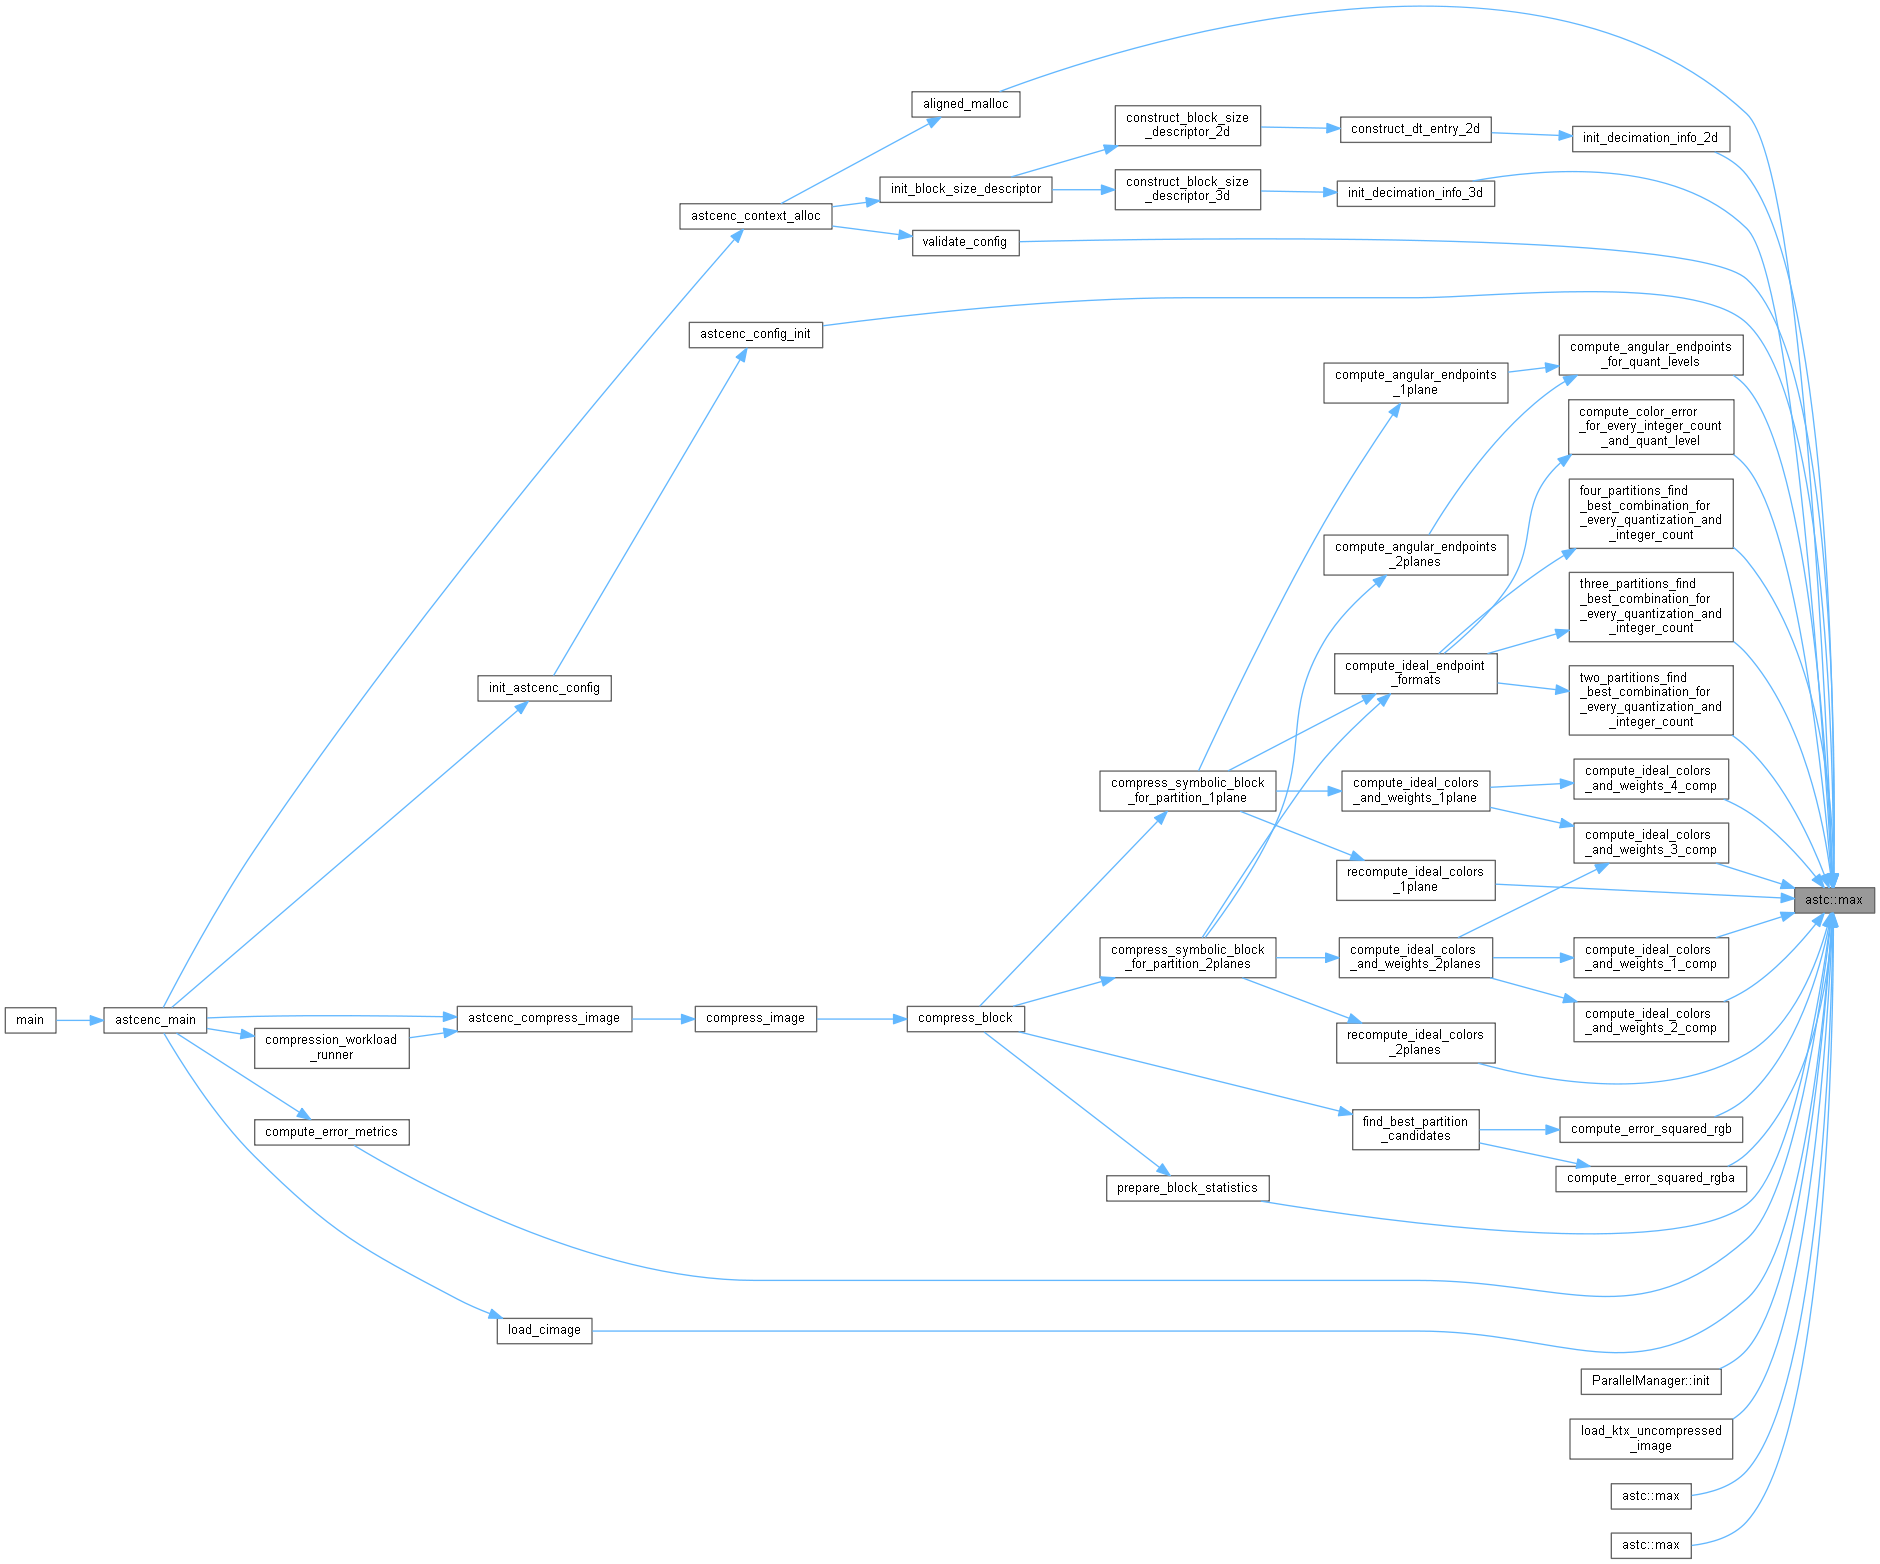 aligned_malloc
construct_block_size
_descriptor_2d
construct_dt_entry_2d
init_decimation_info_2d
init_block_size_descriptor
construct_block_size
_descriptor_3d
init_decimation_info_3d
astcenc_context_alloc
validate_config
astcenc_config_init
compute_angular_endpoints
_for_quant_levels
compute_angular_endpoints
_1plane
compute_color_error
_for_every_integer_count
_and_quant_level
four_partitions_find
_best_combination_for
_every_quantization_and
_integer_count
compute_angular_endpoints
_2planes
three_partitions_find
_best_combination_for
_every_quantization_and
_integer_count
compute_ideal_endpoint
_formats
init_astcenc_config
two_partitions_find
_best_combination_for
_every_quantization_and
_integer_count
compress_symbolic_block
_for_partition_1plane
compute_ideal_colors
_and_weights_1plane
compute_ideal_colors
_and_weights_4_comp
compute_ideal_colors
_and_weights_3_comp
recompute_ideal_colors
_1plane
astc::max
compress_symbolic_block
_for_partition_2planes
compute_ideal_colors
_and_weights_2planes
compute_ideal_colors
_and_weights_1_comp
main
astcenc_main
astcenc_compress_image
compress_image
compress_block
compute_ideal_colors
_and_weights_2_comp
compression_workload
_runner
recompute_ideal_colors
_2planes
compute_error_metrics
find_best_partition
_candidates
compute_error_squared_rgb
compute_error_squared_rgba
prepare_block_statistics
load_cimage
ParallelManager::init
load_ktx_uncompressed
_image
astc::max
astc::max